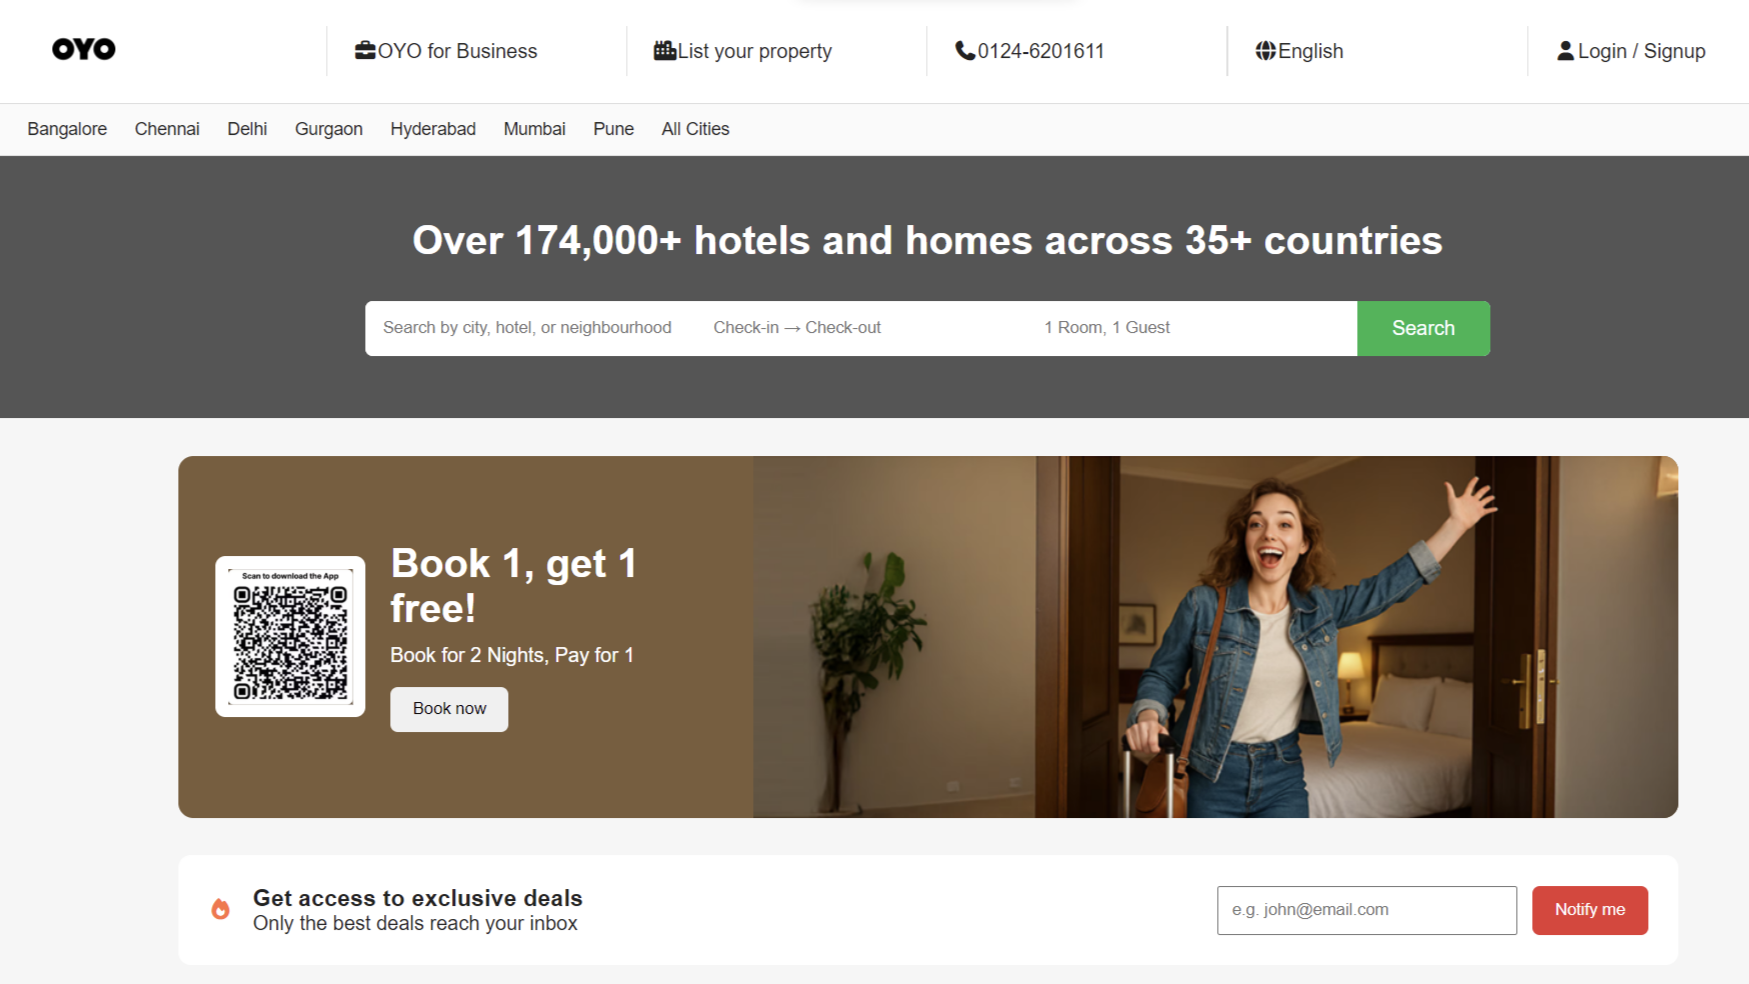 OYO
OYO for Business
List your property
0124-6201611
English
Login / Signup
Bangalore Chennai Delhi Gurgaon Hyderabad Mumbai Pune All Cities
Over 174,000+ hotels and homes across 35+ countries
Search by city, hotel, or neighbourhood
Check-in → Check-out
1 Room, 1 Guest
Search
Scan to download the App
Book 1, get 1
free!
Book for 2 Nights, Pay for 1
Book now
Get access to exclusive deals
Only the best deals reach your inbox
e.g. john@email.com
Notify me